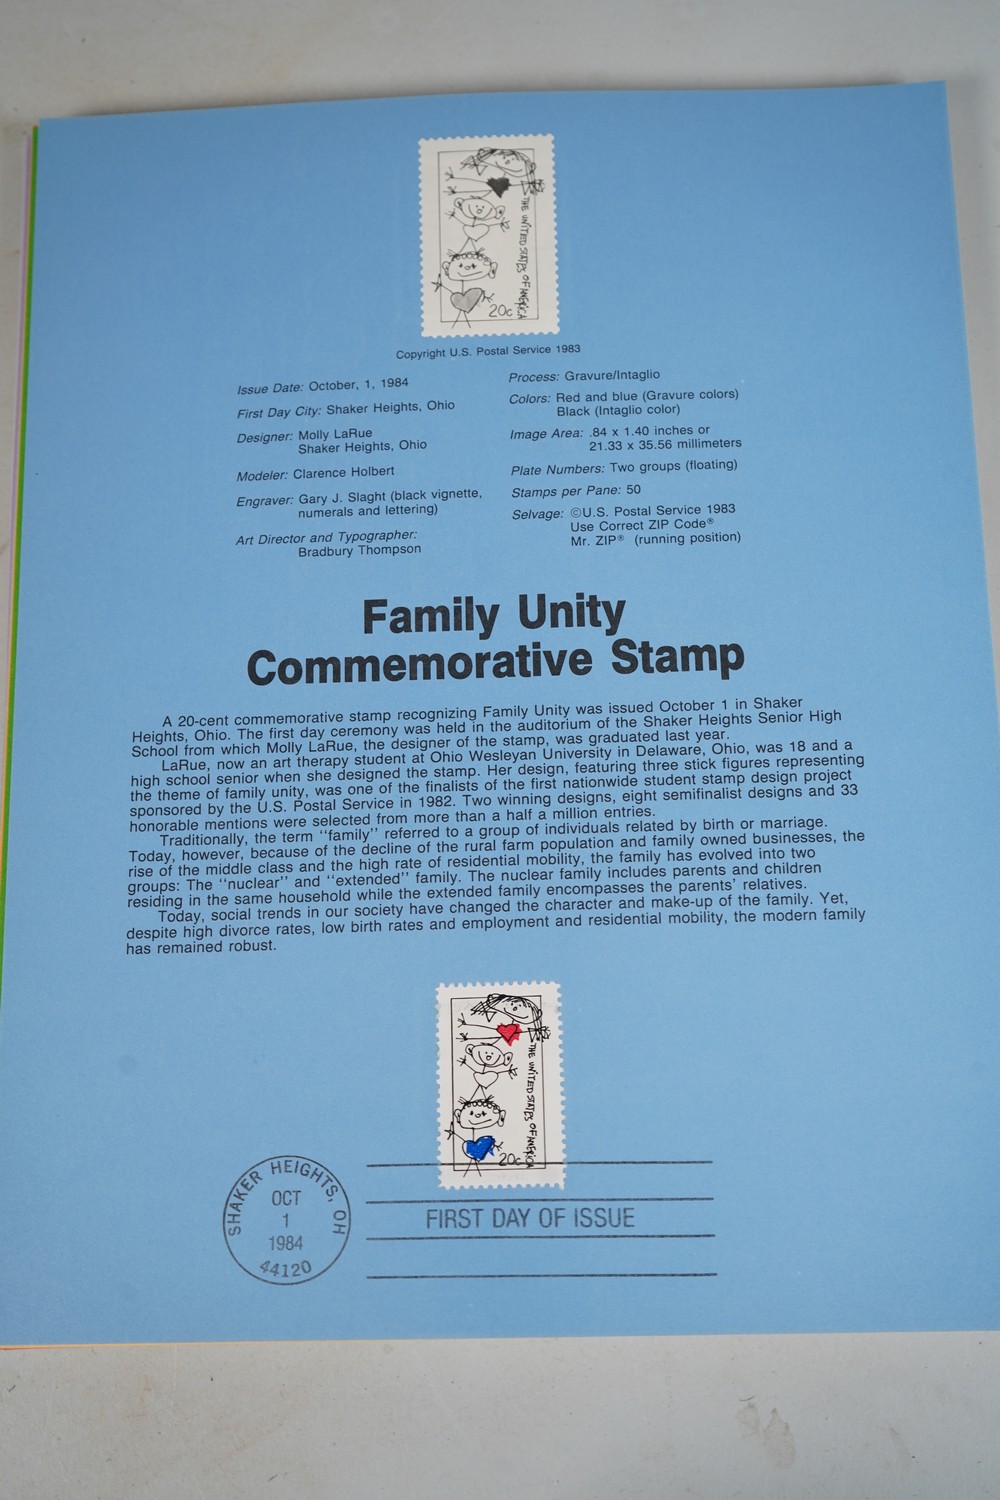 THE UNITED STATES OF AMERICA
20c
Copyright U.S. Postal Service 1983
Issue Date: October, 1, 1984
First Day City: Shaker Heights, Ohio
Designer: Molly LaRue
Shaker Heights, Ohio
Modeler: Clarence Holbert
Engraver: Gary J. Slaght (black vignette,
numerals and lettering)
Art Director and Typographer:
Bradbury Thompson
Process: Gravure/Intaglio
Colors: Red and blue (Gravure colors)
Black (Intaglio color)
Image Area: .84 x 1.40 inches or
21.33 x 35.56 millimeters
Plate Numbers: Two groups (floating)
Stamps per Pane: 50
Selvage: ©U.S. Postal Service 1983
Use Correct ZIP Code®
Mr. ZIP® (running position)
Family Unity
Commemorative Stamp
A 20-cent commemorative stamp recognizing Family Unity was issued October 1 in Shaker
Heights, Ohio. The first day ceremony was held in the auditorium of the Shaker Heights Senior High
School from which Molly LaRue, the designer of the stamp, was graduated last year.
LaRue, now an art therapy student at Ohio Wesleyan University in Delaware, Ohio, was 18 and a
high school senior when she designed the stamp. Her design, featuring three stick figures representing
the theme of family unity, was one of the finalists of the first nationwide student stamp design project
sponsored by the U.S. Postal Service in 1982. Two winning designs, eight semifinalist designs and 33
honorable mentions were selected from more than a half a million entries.
Traditionally, the term "family" referred to a group of individuals related by birth or marriage.
Today, however, because of the decline of the rural farm population and family owned businesses, the
rise of the middle class and the high rate of residential mobility, the family has evolved into two
groups: The "nuclear" and "extended" family. The nuclear family includes parents and children
residing in the same household while the extended family encompasses the parents' relatives.
Today, social trends in our society have changed the character and make-up of the family. Yet,
despite high divorce rates, low birth rates and employment and residential mobility, the modern family
has remained robust.
THE UNITED STATES OF AMERICA
20c
SHAKER HEIGHTS, OH
OCT
1
1984
44120
FIRST DAY OF ISSUE